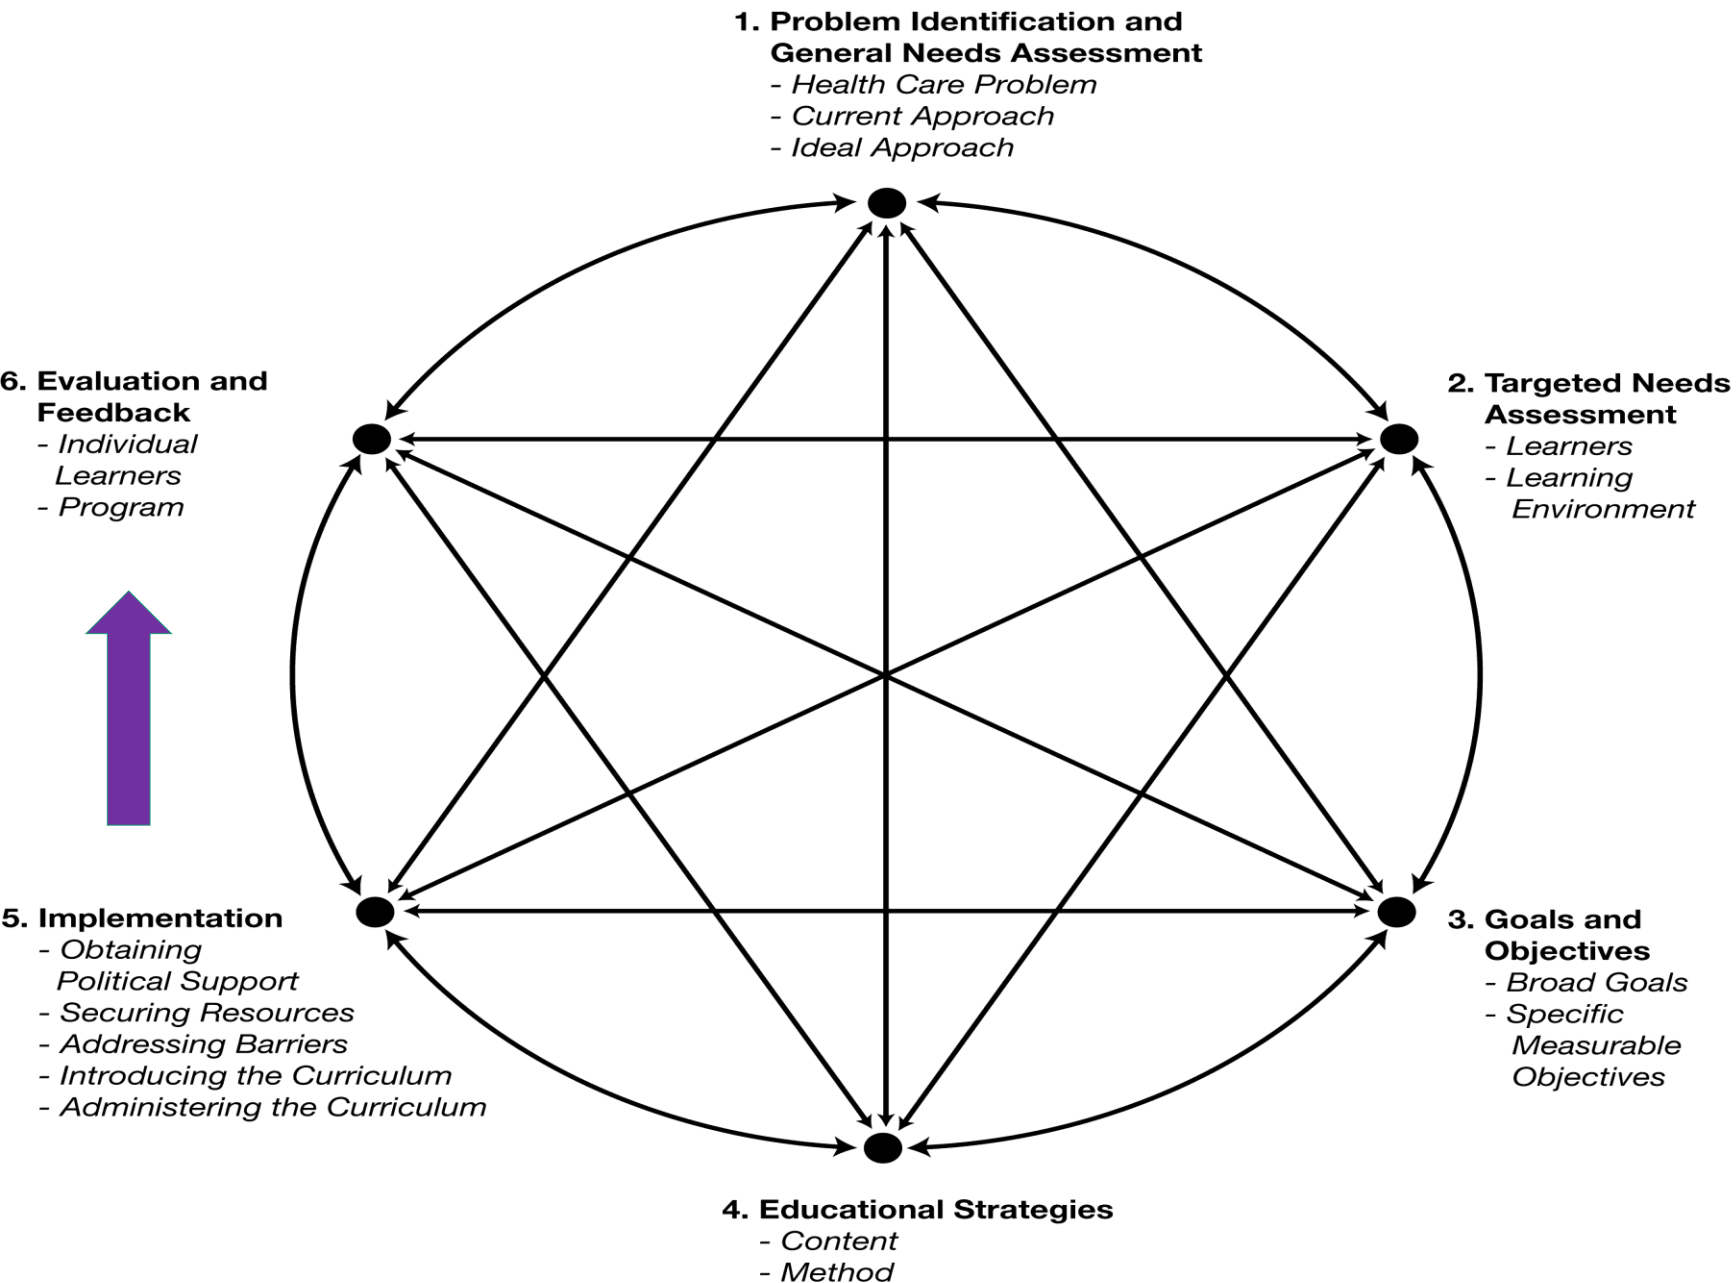 1. Problem Identification and
General Needs Assessment
- Health Care Problem
- Current Approach
- Ideal Approach
2. Targeted Needs
Assessment
- Learners
- Learning
Environment
3. Goals and
Objectives
- Broad Goals
- Specific
Measurable
Objectives
4. Educational Strategies
- Content
- Method
5. Implementation
- Obtaining
Political Support
- Securing Resources
- Addressing Barriers
- Introducing the Curriculum
- Administering the Curriculum
6. Evaluation and
Feedback
- Individual
Learners
- Program